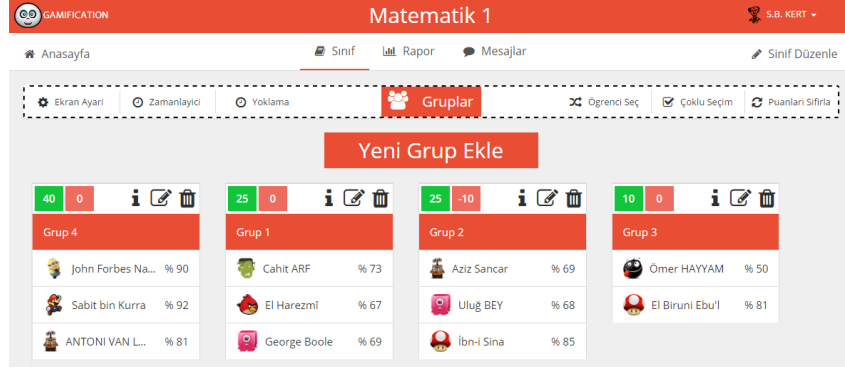 GAMIFICATION Matematik 1 S.B. KERT
Anasayfa Sınıf Rapor Mesajlar Sinif Düzenle
Ekran Ayari Zamanlayici Yoklama Gruplar Ögrenci Seç Çoklu Seçim Puanlari Sifirla
Yeni Grup Ekle
40 0
Grup 4
John Forbes Na... % 90
Sabit bin Kurra % 92
ANTONI VAN L... % 81
25 0
Grup 1
Cahit ARF % 73
El Harezmî % 67
George Boole % 69
25 -10
Grup 2
Aziz Sancar % 69
Uluğ BEY % 68
İbn-i Sina % 85
10 0
Grup 3
Ömer HAYYAM % 50
El Biruni Ebu'l % 81